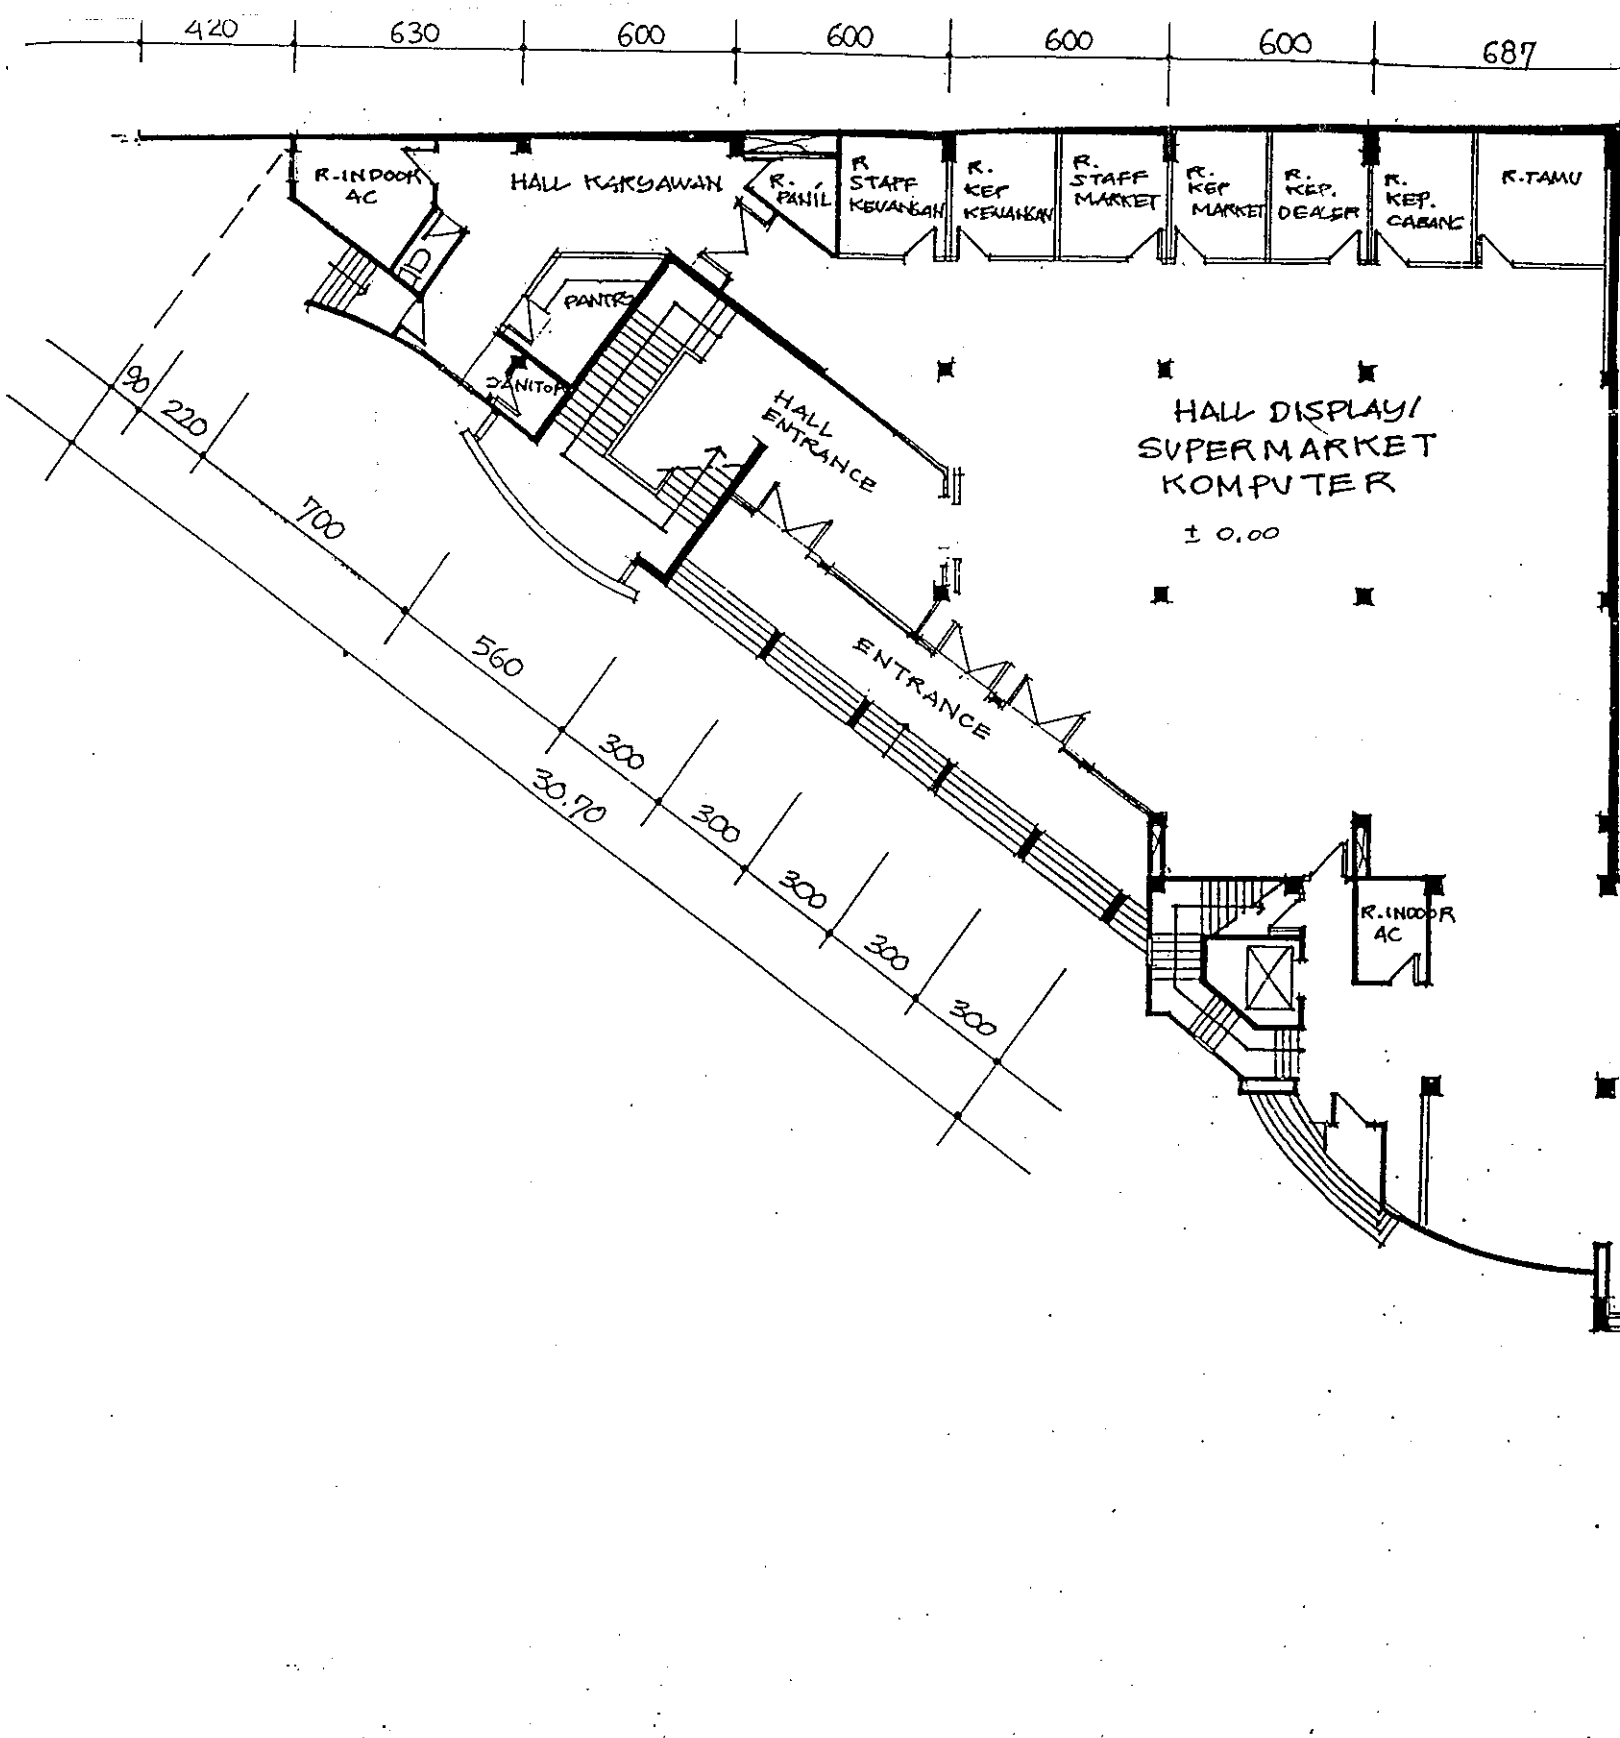 420 630 600 600 600 600 687
R.INDOOR
AC
HALL KARYAWAN
R.
PANIL
R
STAFF
KEUANGAN
R.
KEP
KEUANGAN
R.
STAFF
MARKET
R.
KEP
MARKET
R.
KEP.
DEALER
R.
KEP.
CABANG
R.TAMU
PANTRY
JANITOR
HALL
ENTRANCE
HALL DISPLAY/
SUPERMARKET
KOMPUTER
± 0.00
ENTRANCE
90
220
700
560
300
300
300
300
300
30.70
R.INDOOR
AC